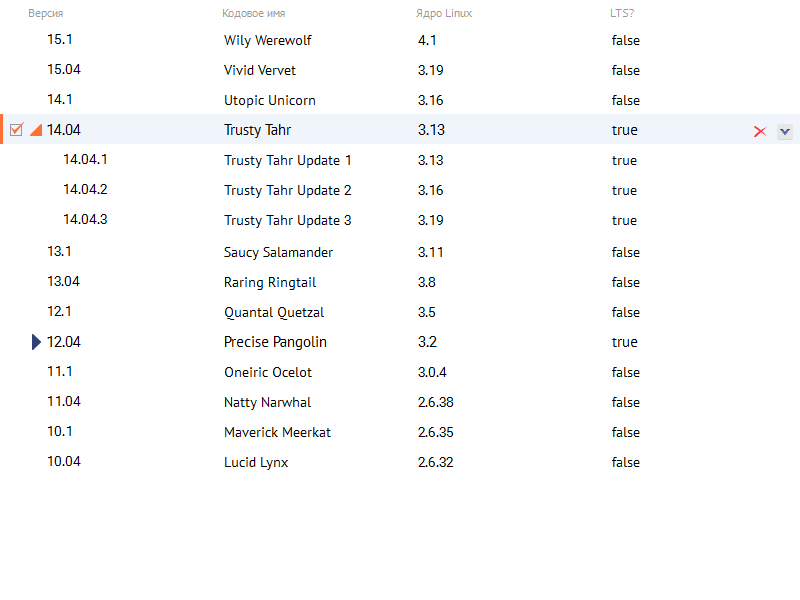 Версия Кодовое имя Ядро Linux LTS?
15.1 Wily Werewolf 4.1 false
15.04 Vivid Vervet 3.19 false
14.1 Utopic Unicorn 3.16 false
14.04 Trusty Tahr 3.13 true
14.04.1 Trusty Tahr Update 1 3.13 true
14.04.2 Trusty Tahr Update 2 3.16 true
14.04.3 Trusty Tahr Update 3 3.19 true
13.1 Saucy Salamander 3.11 false
13.04 Raring Ringtail 3.8 false
12.1 Quantal Quetzal 3.5 false
12.04 Precise Pangolin 3.2 true
11.1 Oneiric Ocelot 3.0.4 false
11.04 Natty Narwhal 2.6.38 false
10.1 Maverick Meerkat 2.6.35 false
10.04 Lucid Lynx 2.6.32 false